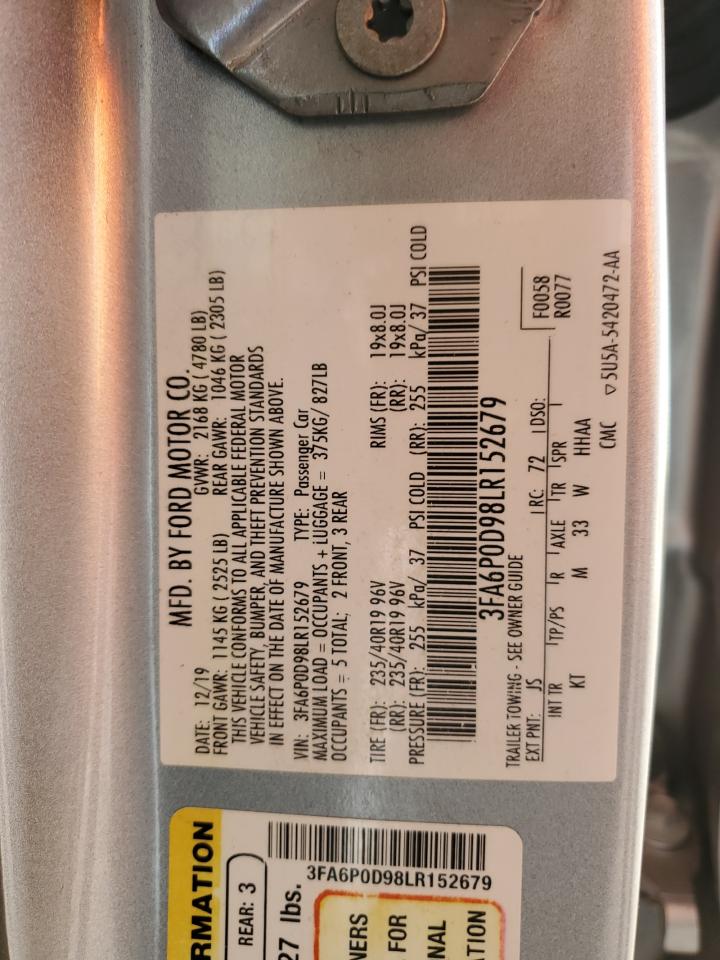 MFD. BY FORD MOTOR CO.
DATE: 12/19 GVWR: 2168 KG ( 4780 LB)
FRONT GAWR: 1145 KG ( 2525 LB) REAR GAWR: 1046 KG ( 2305 LB)
THIS VEHICLE CONFORMS TO ALL APPLICABLE FEDERAL MOTOR
VEHICLE SAFETY, BUMPER, AND THEFT PREVENTION STANDARDS
IN EFFECT ON THE DATE OF MANUFACTURE SHOWN ABOVE.
VIN: 3FA6P0D98LR152679 TYPE: Passenger Car
MAXIMUM LOAD = OCCUPANTS + LUGGAGE = 375KG/ 827LB
OCCUPANTS = 5 TOTAL; 2 FRONT, 3 REAR
TIRE (FR): 235/40R19 96V RIMS (FR): 19x8.0J
(RR): 235/40R19 96V (RR): 19x8.0J
PRESSURE (FR): 255 kPa/ 37 PSI COLD (RR): 255 kPa/ 37 PSI COLD
3FA6P0D98LR152679
TRAILER TOWING - SEE OWNER GUIDE
EXT PNT: JS RC: 72 DSO: F0058
R0077
INT TR TP/PS R AXLE TR SPR
KT M 33 W HHAA
CMC ▽ 5U5A-5420472-AA
RMATION
REAR: 3
27 lbs.
3FA6P0D98LR152679
NERS
FOR
NAL
TION